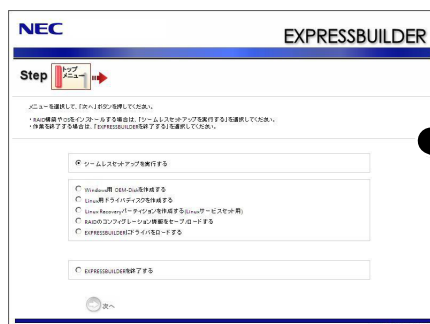 NEC
EXPRESSBUILDER
Step
トップ
メニュー
メニューを選択して、「次へ」ボタンを押してください。
・RAID構築やOSをインストールする場合は、「シームレスセットアップを実行する」を選択してください。
・作業を終了する場合は、「EXPRESSBUILDERを終了する」を選択してください。
シームレスセットアップを実行する
Windows用 OEM-Diskを作成する
Linux用ドライバディスクを作成する
Linux Recoveryパーティションを作成する(Linuxサービスセット用)
RAIDのコンフィグレーション情報をセーブ/ロードする
EXPRESSBUILDERにドライバをロードする
EXPRESSBUILDERを終了する
次へ